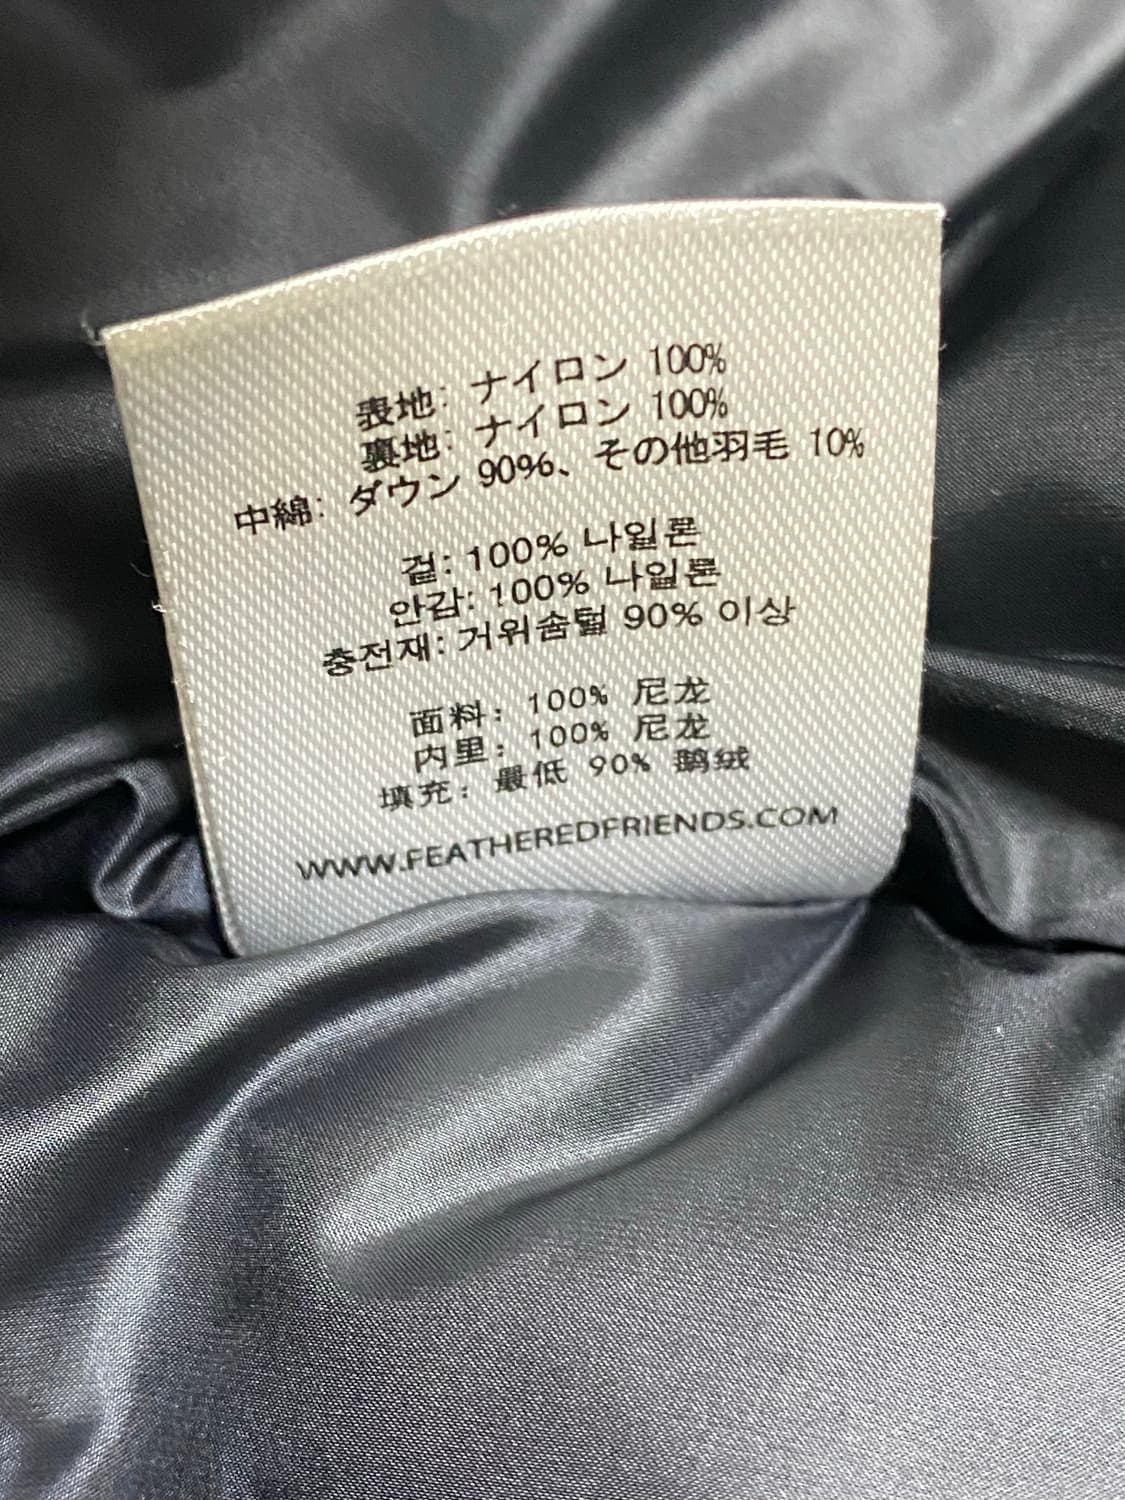 表地: ナイロン 100%
裏地: ナイロン 100%
中綿: ダウン 90%、その他羽毛 10%
겉: 100% 나일론
안감: 100% 나일론
충전재: 거위솜털 90% 이상
面料: 100% 尼龙
内里: 100% 尼龙
填充: 最低 90% 鹅绒
WWW.FEATHEREDFRIENDS.COM